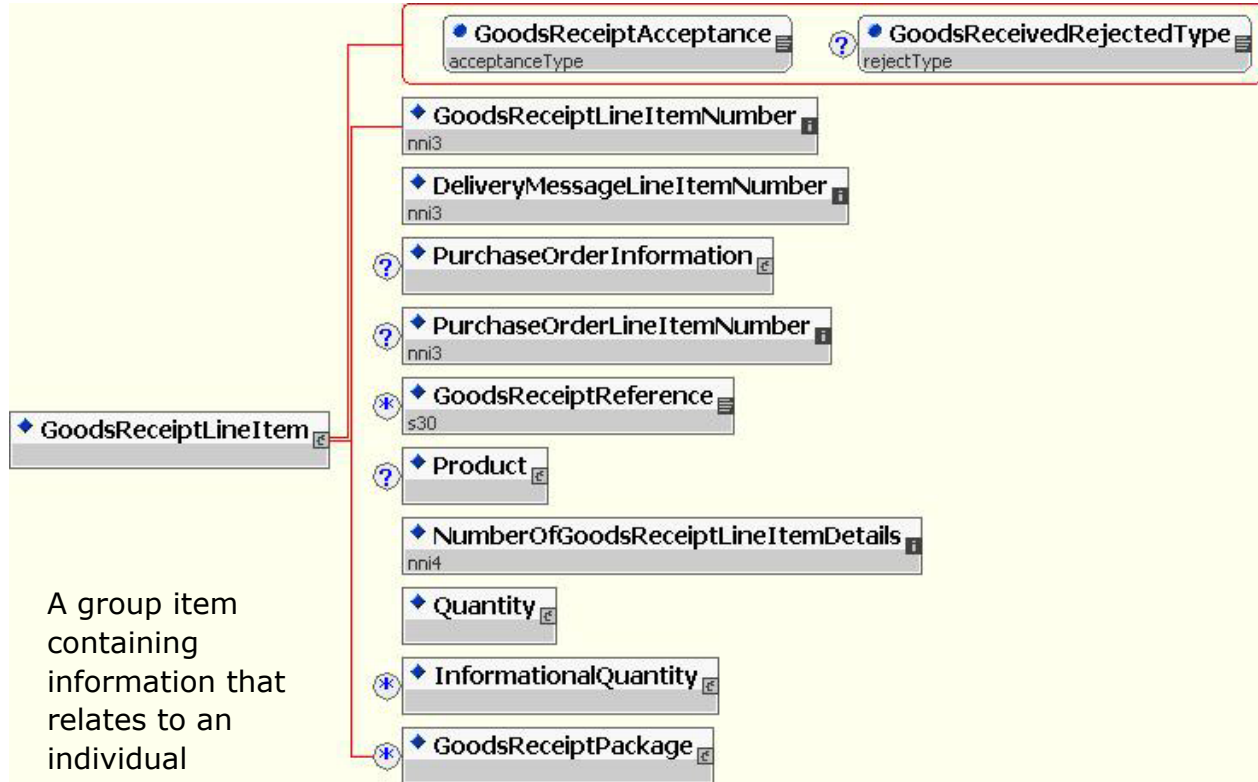 GoodsReceiptAcceptance
acceptanceType
? GoodsReceivedRejectedType
rejectType
GoodsReceiptLineItemNumber
nni3
DeliveryMessageLineItemNumber
nni3
? PurchaseOrderInformation
? PurchaseOrderLineItemNumber
nni3
* GoodsReceiptReference
s30
GoodsReceiptLineItem
? Product
NumberOfGoodsReceiptLineItemDetails
nni4
Quantity
* InformationalQuantity
* GoodsReceiptPackage
A group item
containing
information that
relates to an
individual